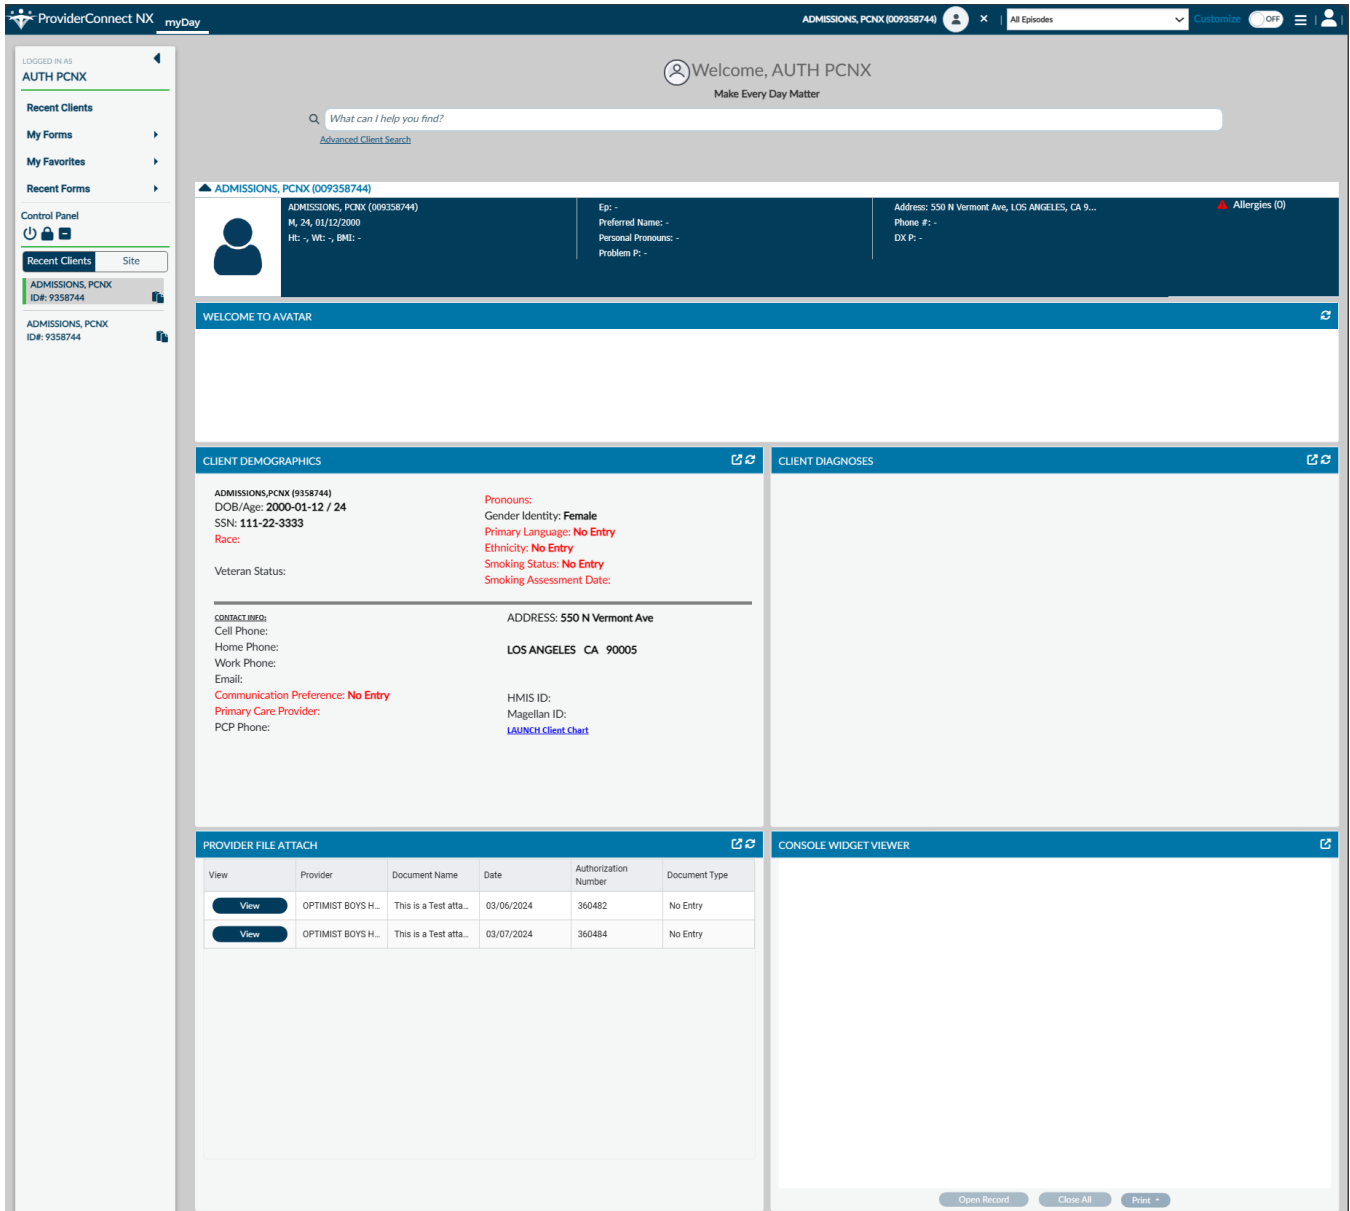 ProviderConnect NX myDay
ADMISSIONS, PCNX (009358744) × All Episodes Customize OFF
LOGGED IN AS
AUTH PCNX
Recent Clients
My Forms
My Favorites
Recent Forms
Control Panel
Recent Clients Site
ADMISSIONS, PCNX
ID#: 9358744
ADMISSIONS, PCNX
ID#: 9358744
Welcome, AUTH PCNX
Make Every Day Matter
What can I help you find?
Advanced Client Search
ADMISSIONS, PCNX (009358744)
ADMISSIONS, PCNX (009358744)
M, 24, 01/12/2000
Ht: -, Wt: -, BMI: -
Ep: -
Preferred Name: -
Personal Pronouns: -
Problem P: -
Address: 550 N Vermont Ave, LOS ANGELES, CA 9...
Phone #: -
DX P: -
Allergies (0)
WELCOME TO AVATAR
CLIENT DEMOGRAPHICS
ADMISSIONS,PCNX (9358744)
DOB/Age: 2000-01-12 / 24
SSN: 111-22-3333
Race:
Veteran Status:
Pronouns:
Gender Identity: Female
Primary Language: No Entry
Ethnicity: No Entry
Smoking Status: No Entry
Smoking Assessment Date:
CONTACT INFO:
Cell Phone:
Home Phone:
Work Phone:
Email:
Communication Preference: No Entry
Primary Care Provider:
PCP Phone:
ADDRESS: 550 N Vermont Ave
LOS ANGELES CA 90005
HMIS ID:
Magellan ID:
LAUNCH Client Chart
CLIENT DIAGNOSES
PROVIDER FILE ATTACH
View Provider Document Name Date Authorization Number Document Type
View OPTIMIST BOYS H... This is a Test atta... 03/06/2024 360482 No Entry
View OPTIMIST BOYS H... This is a Test atta... 03/07/2024 360484 No Entry
CONSOLE WIDGET VIEWER
Open Record Close All Print